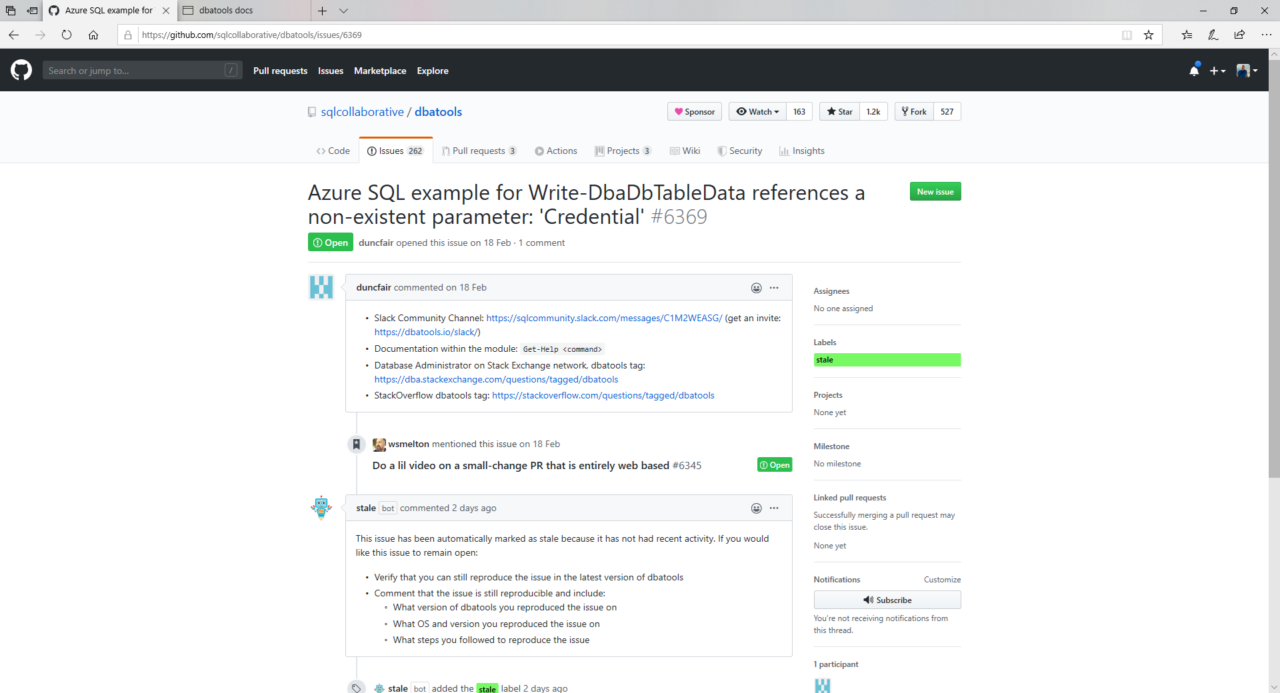 Azure SQL example for
dbatools docs
https://github.com/sqlcollaborative/dbatools/issues/6369
Search or jump to... /
Pull requests Issues Marketplace Explore
sqlcollaborative / dbatools
Sponsor Watch 163 Star 1.2k Fork 527
Code Issues 262 Pull requests 3 Actions Projects 3 Wiki Security Insights
Azure SQL example for Write-DbaDbTableData references a
non-existent parameter: 'Credential' #6369
New issue
Open duncfair opened this issue on 18 Feb · 1 comment
duncfair commented on 18 Feb
• Slack Community Channel: https://sqlcommunity.slack.com/messages/C1M2WEASG/ (get an invite:
https://dbatools.io/slack/)
• Documentation within the module: Get-Help <command>
• Database Administrator on Stack Exchange network, dbatools tag:
https://dba.stackexchange.com/questions/tagged/dbatools
• StackOverflow dbatools tag: https://stackoverflow.com/questions/tagged/dbatools
wsmelton mentioned this issue on 18 Feb
Do a lil video on a small-change PR that is entirely web based #6345
Open
stale bot commented 2 days ago
This issue has been automatically marked as stale because it has not had recent activity. If you would
like this issue to remain open:
• Verify that you can still reproduce the issue in the latest version of dbatools
• Comment that the issue is still reproducible and include:
• What version of dbatools you reproduced the issue on
• What OS and version you reproduced the issue on
• What steps you followed to reproduce the issue
stale bot added the stale label 2 days ago
Assignees
No one assigned
Labels
stale
Projects
None yet
Milestone
No milestone
Linked pull requests
Successfully merging a pull request may
close this issue.
None yet
Notifications Customize
Subscribe
You're not receiving notifications from
this thread.
1 participant